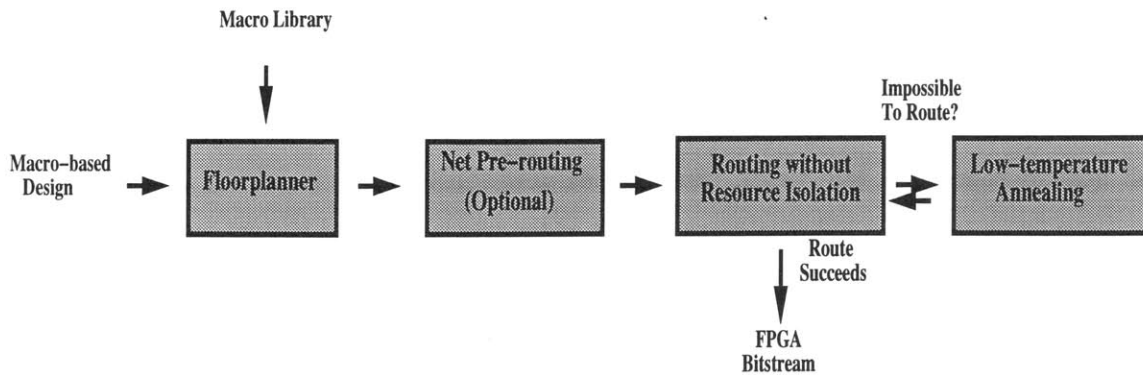 Macro Library
Impossible
To Route?
Macro-based
Design
Floorplanner
Net Pre-routing
(Optional)
Routing without
Resource Isolation
Low-temperature
Annealing
Route
Succeeds
FPGA
Bitstream